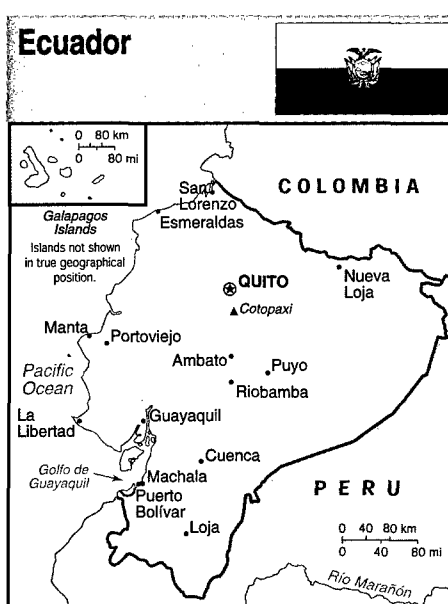 Ecuador
0 80 km
0 80 mi
Galapagos
Islands
Islands not shown
in true geographical
position.
San
Lorenzo
Esmeraldas
COLOMBIA
QUITO
Cotopaxi
Nueva
Loja
Manta
Portoviejo
Pacific
Ocean
Ambato
Puyo
Riobamba
La
Libertad
Guayaquil
Cuenca
Golfo de
Guayaquil
Machala
Puerto
Bolívar
Loja
PERU
0 40 80 km
0 40 80 mi
Río Marañón